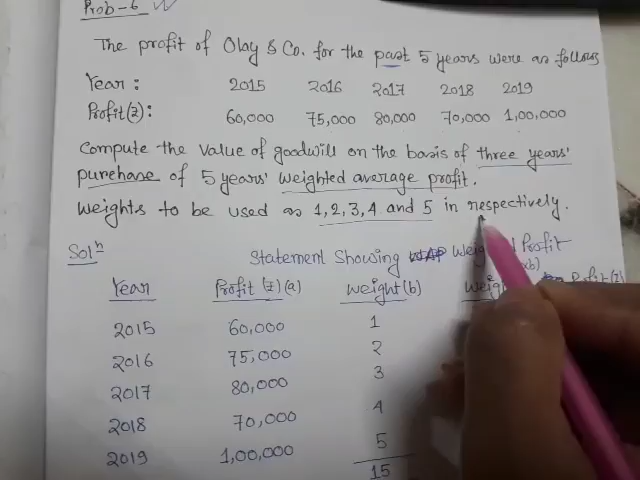 Prob-6
The profit of Olay & Co. for the past 5 years were as follows
Year: 2015 2016 2017 2018 2019
Profit(₹): 60,000 75,000 80,000 70,000 1,00,000
Compute the value of goodwill on the basis of three years'
purchase of 5 years' weighted average profit.
Weights to be used as 1,2,3,4 and 5 in respectively.
Solⁿ
Statement Showing Profit
Year Profit (₹)(a) Weight(b)
2015 60,000 1
2016 75,000 2
2017 80,000 3
2018 70,000 4
2019 1,00,000 5
15